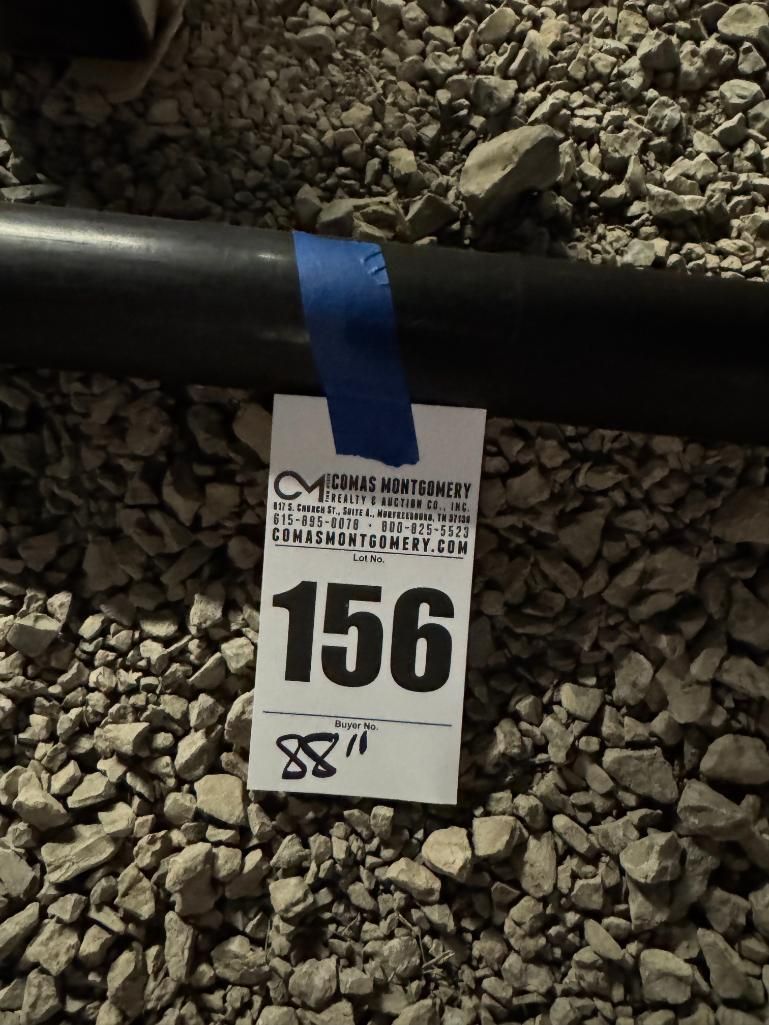 CM COMAS MONTGOMERY
REALTY & AUCTION CO., INC.
817 S. CHURCH ST., SUITE A., MURFREESBORO, TN 37130
615-895-0078 · 800-825-5523
COMASMONTGOMERY.COM
Lot No.
156
Buyer No.
88"